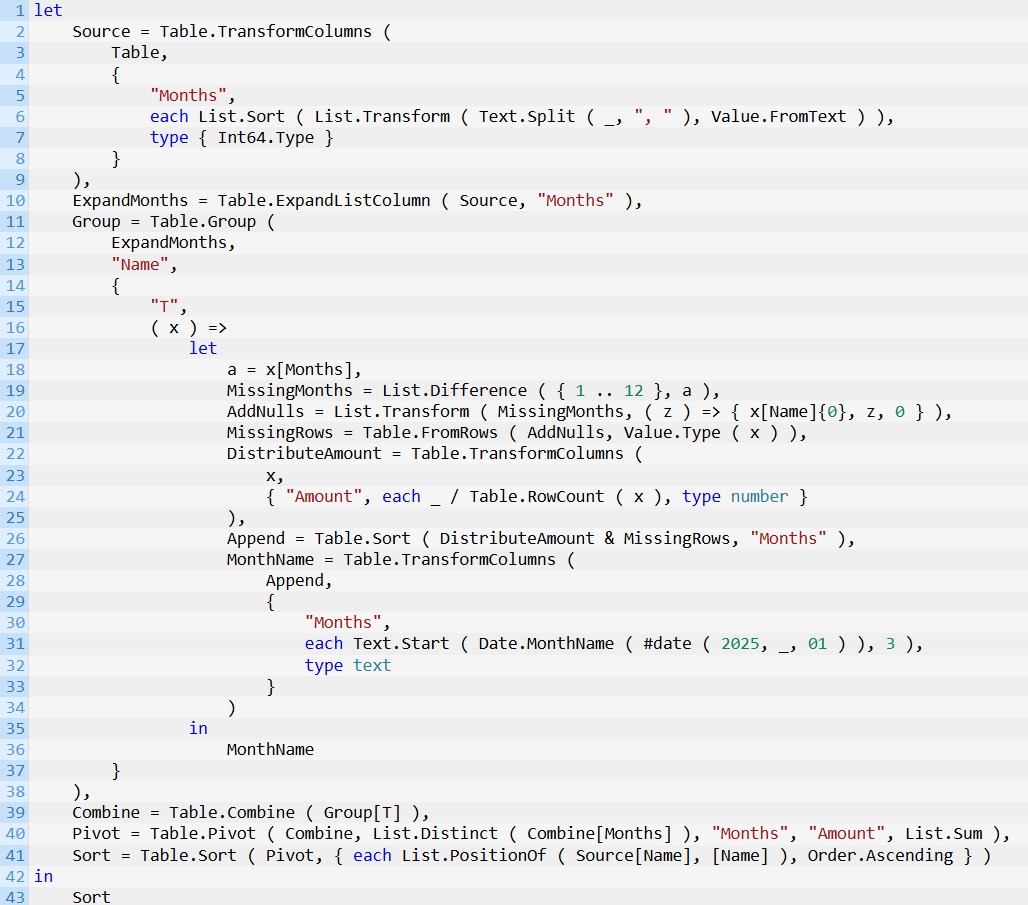 1 let
2     Source = Table.TransformColumns (
3         Table,
4         {
5             "Months",
6             each List.Sort ( List.Transform ( Text.Split ( _, ", " ), Value.FromText ) ),
7             type { Int64.Type }
8         }
9     ),
10     ExpandMonths = Table.ExpandListColumn ( Source, "Months" ),
11     Group = Table.Group (
12         ExpandMonths,
13         "Name",
14         {
15             "T",
16             ( x ) =>
17                 let
18                     a = x[Months],
19                     MissingMonths = List.Difference ( { 1 .. 12 }, a ),
20                     AddNulls = List.Transform ( MissingMonths, ( z ) => { x[Name]{0}, z, 0 } ),
21                     MissingRows = Table.FromRows ( AddNulls, Value.Type ( x ) ),
22                     DistributeAmount = Table.TransformColumns (
23                         x,
24                         { "Amount", each _ / Table.RowCount ( x ), type number }
25                     ),
26                     Append = Table.Sort ( DistributeAmount & MissingRows, "Months" ),
27                     MonthName = Table.TransformColumns (
28                         Append,
29                         {
30                             "Months",
31                             each Text.Start ( Date.MonthName ( #date ( 2025, _, 01 ) ), 3 ),
32                             type text
33                         }
34                     )
35                 in
36                     MonthName
37         }
38     ),
39     Combine = Table.Combine ( Group[T] ),
40     Pivot = Table.Pivot ( Combine, List.Distinct ( Combine[Months] ), "Months", "Amount", List.Sum ),
41     Sort = Table.Sort ( Pivot, { each List.PositionOf ( Source[Name], [Name] ), Order.Ascending } )
42 in
43     Sort